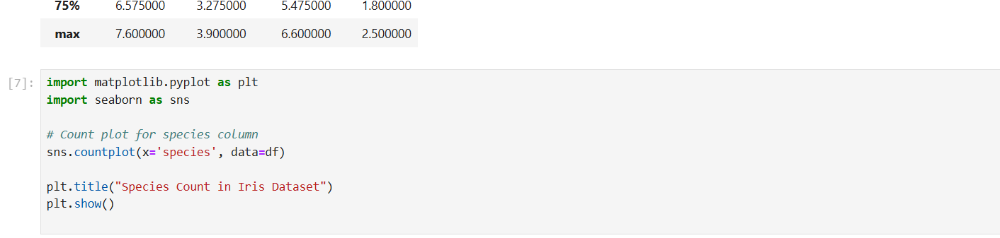 75% 6.575000 3.275000 5.475000 1.800000
max 7.600000 3.900000 6.600000 2.500000
[7]: import matplotlib.pyplot as plt
import seaborn as sns
# Count plot for species column
sns.countplot(x='species', data=df)
plt.title("Species Count in Iris Dataset")
plt.show()